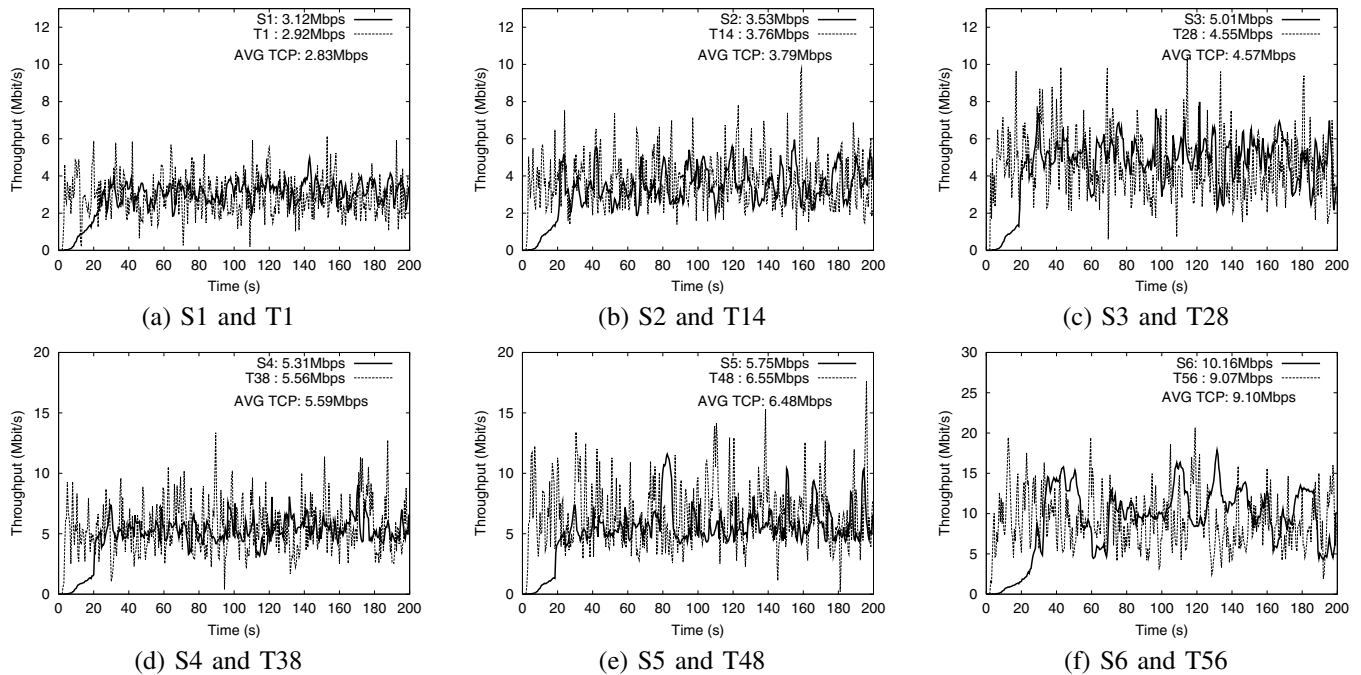 S1: 3.12Mbps
T1 : 2.92Mbps
AVG TCP: 2.83Mbps
Throughput (Mbit/s)
12
10
8
6
4
2
0
0 20 40 60 80 100 120 140 160 180 200
Time (s)
(a) S1 and T1
S2: 3.53Mbps
T14 : 3.76Mbps
AVG TCP: 3.79Mbps
Throughput (Mbit/s)
12
10
8
6
4
2
0
0 20 40 60 80 100 120 140 160 180 200
Time (s)
(b) S2 and T14
S3: 5.01Mbps
T28 : 4.55Mbps
AVG TCP: 4.57Mbps
Throughput (Mbit/s)
12
10
8
6
4
2
0
0 20 40 60 80 100 120 140 160 180 200
Time (s)
(c) S3 and T28
S4: 5.31Mbps
T38 : 5.56Mbps
AVG TCP: 5.59Mbps
Throughput (Mbit/s)
20
15
10
5
0
0 20 40 60 80 100 120 140 160 180 200
Time (s)
(d) S4 and T38
S5: 5.75Mbps
T48 : 6.55Mbps
AVG TCP: 6.48Mbps
Throughput (Mbit/s)
20
15
10
5
0
0 20 40 60 80 100 120 140 160 180 200
Time (s)
(e) S5 and T48
S6: 10.16Mbps
T56 : 9.07Mbps
AVG TCP: 9.10Mbps
Throughput (Mbit/s)
30
25
20
15
10
5
0
0 20 40 60 80 100 120 140 160 180 200
Time (s)
(f) S6 and T56